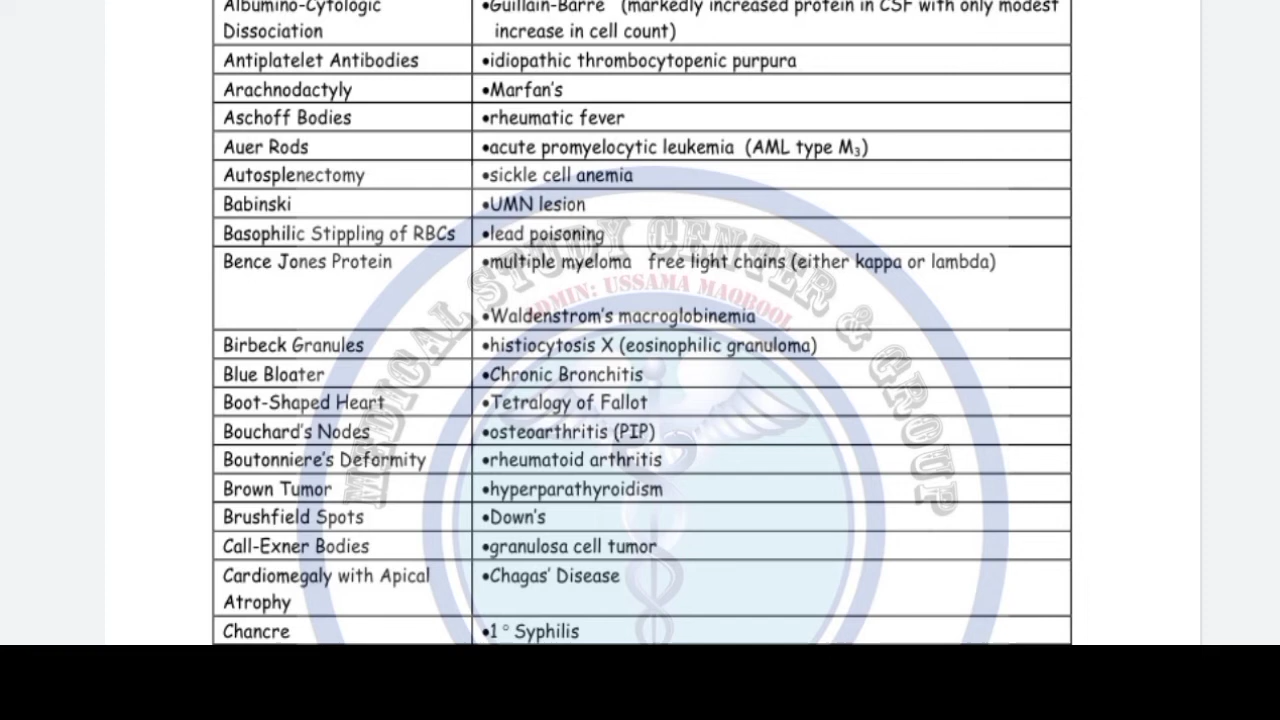 Albumino-Cytologic •Guillain-Barre (markedly increased protein in CSF with only modest
Dissociation increase in cell count)
Antiplatelet Antibodies •idiopathic thrombocytopenic purpura
Arachnodactyly •Marfan's
Aschoff Bodies •rheumatic fever
Auer Rods •acute promyelocytic leukemia (AML type M₃)
Autosplenectomy •sickle cell anemia
Babinski •UMN lesion
Basophilic Stippling of RBCs •lead poisoning
Bence Jones Protein •multiple myeloma free light chains (either kappa or lambda)
•Waldenstrom's macroglobinemia
Birbeck Granules •histiocytosis X (eosinophilic granuloma)
Blue Bloater •Chronic Bronchitis
Boot-Shaped Heart •Tetralogy of Fallot
Bouchard's Nodes •osteoarthritis (PIP)
Boutonniere's Deformity •rheumatoid arthritis
Brown Tumor •hyperparathyroidism
Brushfield Spots •Down's
Call-Exner Bodies •granulosa cell tumor
Cardiomegaly with Apical •Chagas' Disease
Atrophy
Chancre •1° Syphilis
MEDICAL STUDY CENTER & GROUP
ADMIN: USSAMA MAQBOOL